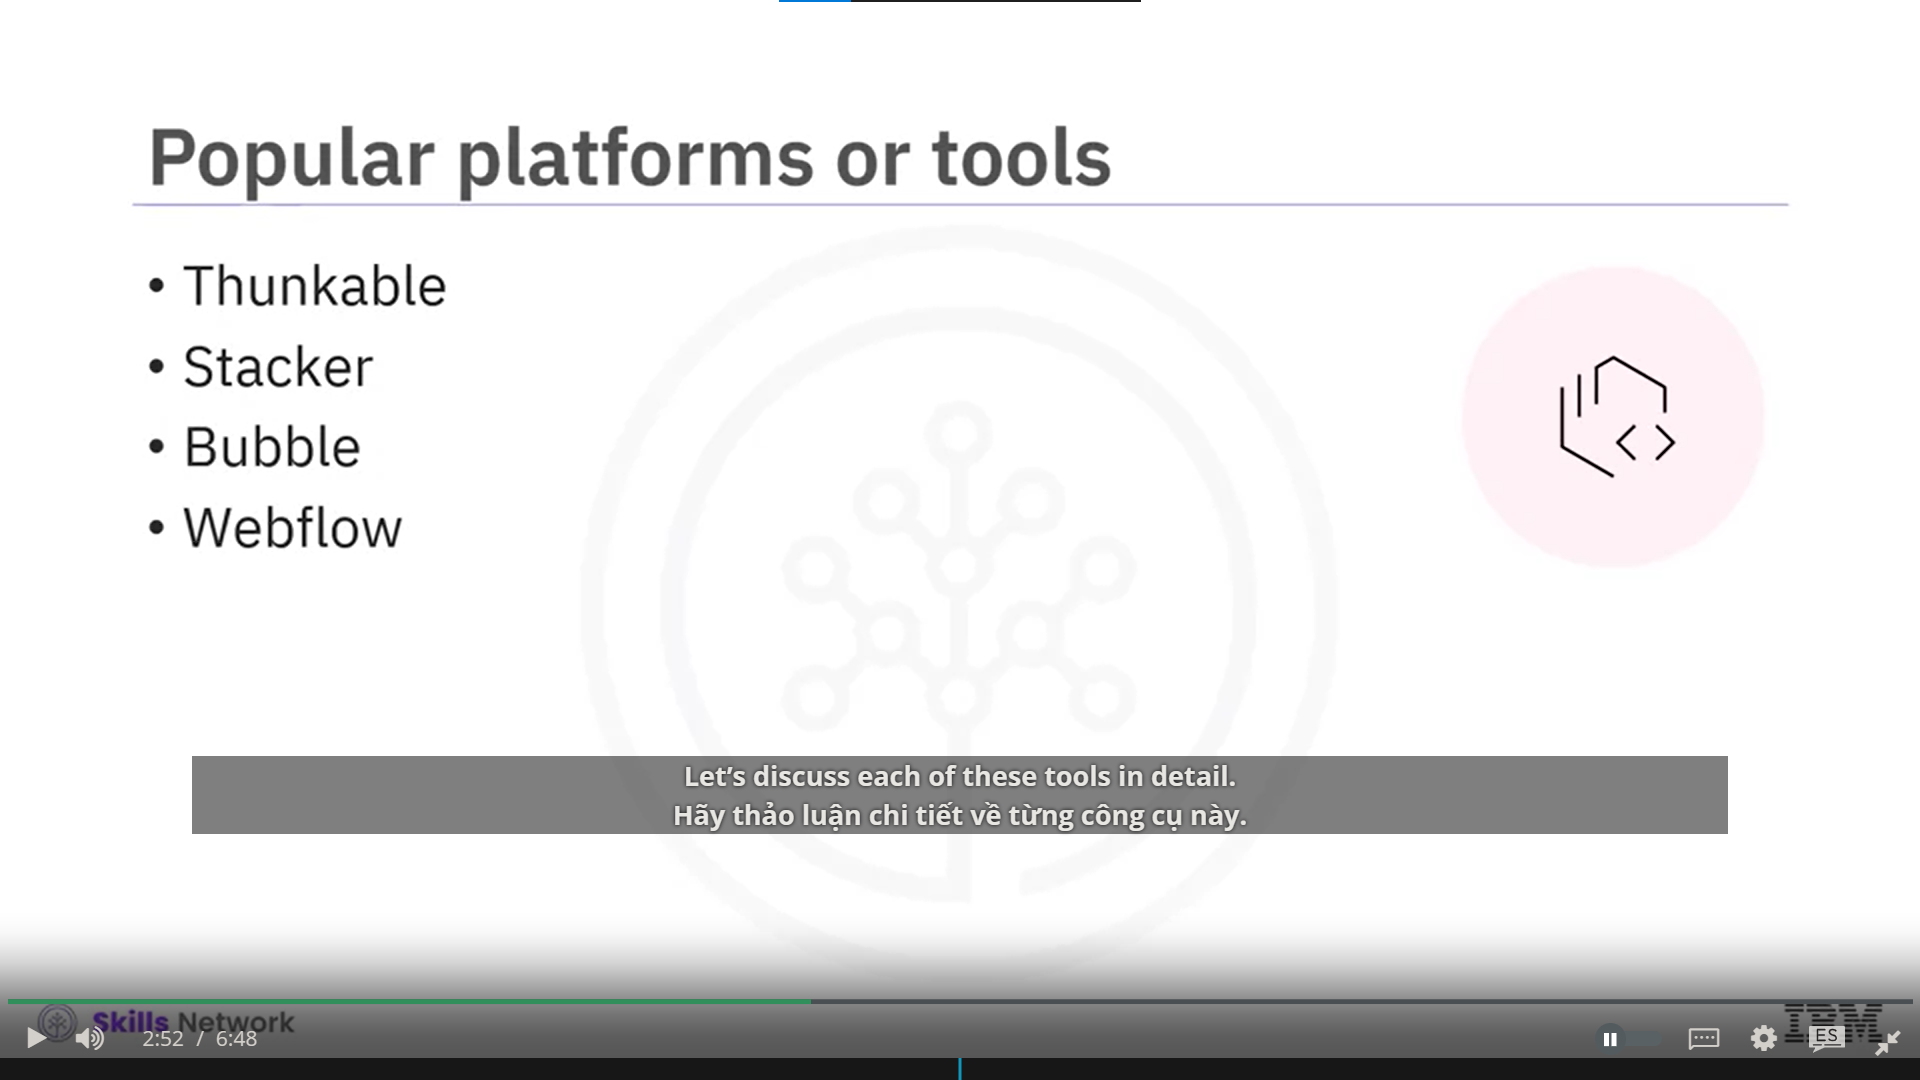 Popular platforms or tools
• Thunkable
• Stacker
• Bubble
• Webflow
Let’s discuss each of these tools in detail.
Hãy thảo luận chi tiết về từng công cụ này.
Skills Network
IBM
2:52 / 6:48
ES